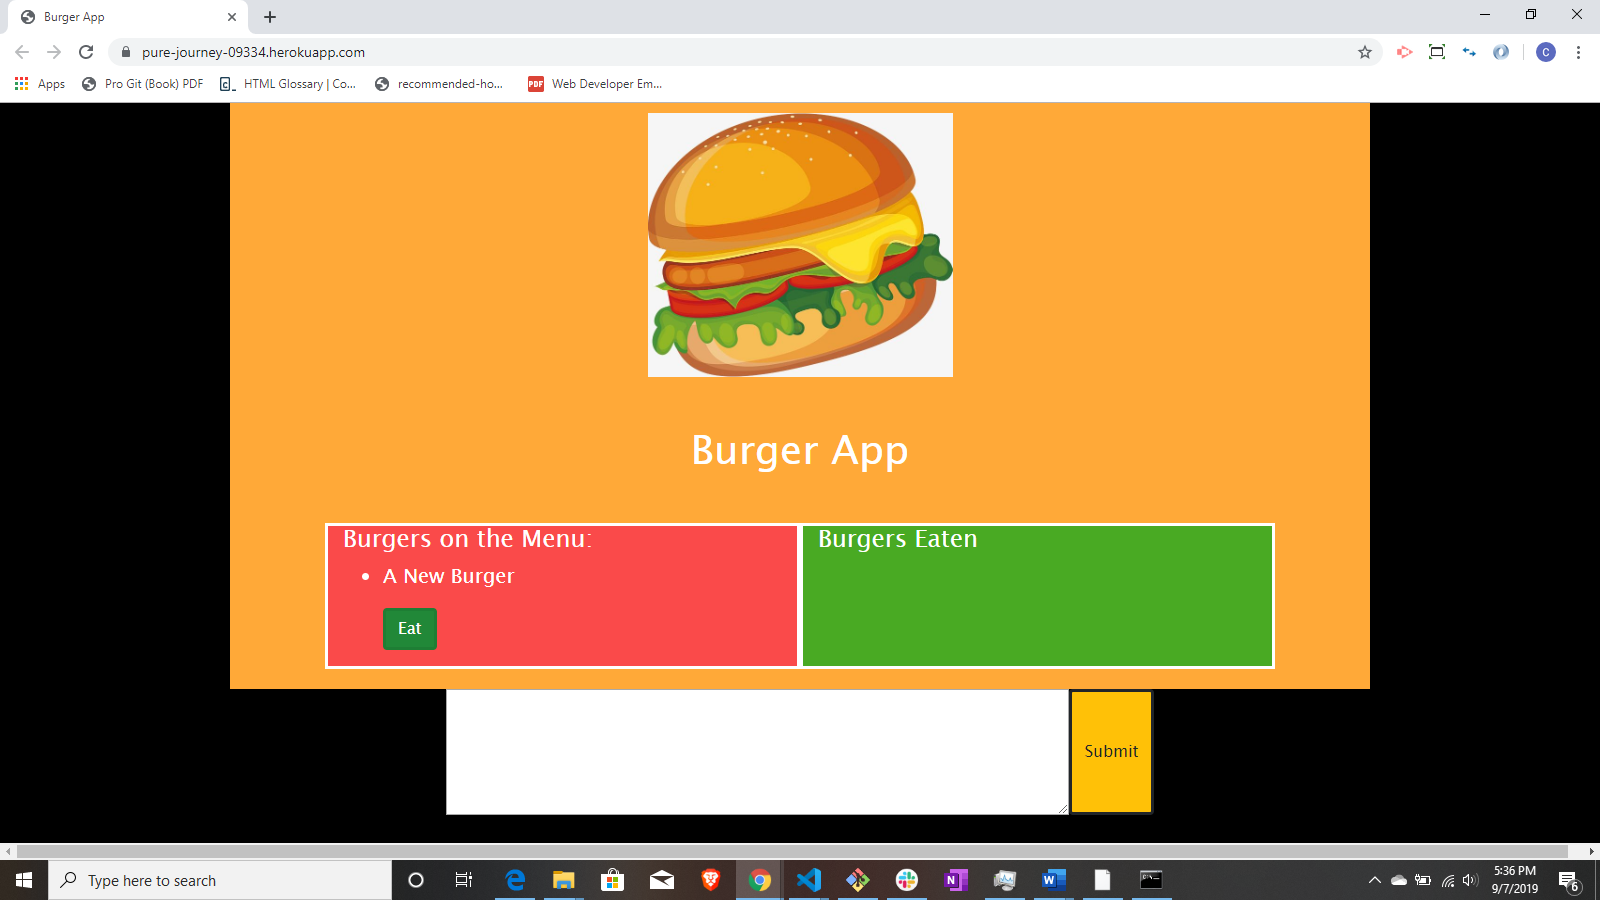 Burger App
pure-journey-09334.herokuapp.com
C
Apps
Pro Git (Book) PDF
HTML Glossary | Co...
recommended-ho...
PDF
Web Developer Em...
Burger App
Burgers on the Menu:
A New Burger
Eat
Burgers Eaten
Submit
Type here to search
5:36 PM
9/7/2019
6